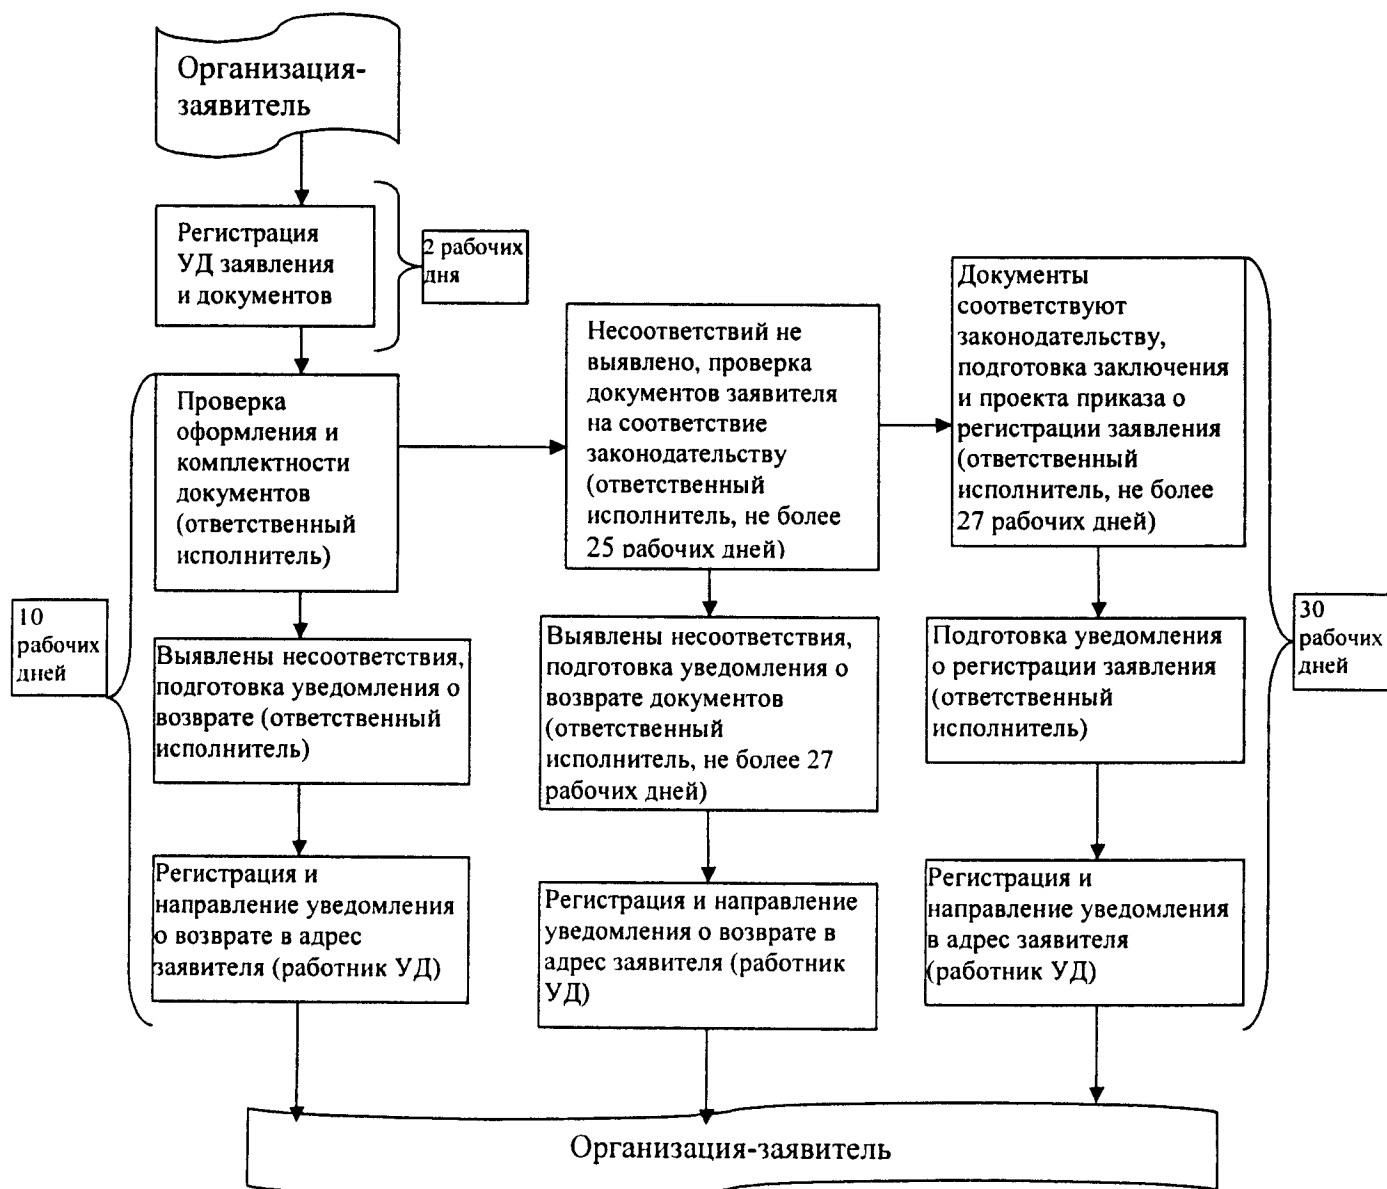 Организация-
заявитель
Регистрация
УД заявления
и документов
2 рабочих
дня
Проверка
оформления и
комплектности
документов
(ответственный
исполнитель)
10
рабочих
дней
Выявлены несоответствия,
подготовка уведомления о
возврате (ответственный
исполнитель)
Регистрация и
направление уведомления
о возврате в адрес
заявителя (работник УД)
Несоответствий не
выявлено, проверка
документов заявителя
на соответствие
законодательству
(ответственный
исполнитель, не более
25 рабочих дней)
Выявлены несоответствия,
подготовка уведомления о
возврате документов
(ответственный
исполнитель, не более 27
рабочих дней)
Регистрация и направление
уведомления о возврате в
адрес заявителя (работник
УД)
Документы
соответствуют
законодательству,
подготовка заключения
и проекта приказа о
регистрации заявления
(ответственный
исполнитель, не более
27 рабочих дней)
30
рабочих
дней
Подготовка уведомления
о регистрации заявления
(ответственный
исполнитель)
Регистрация и
направление уведомления
в адрес заявителя
(работник УД)
Организация-заявитель